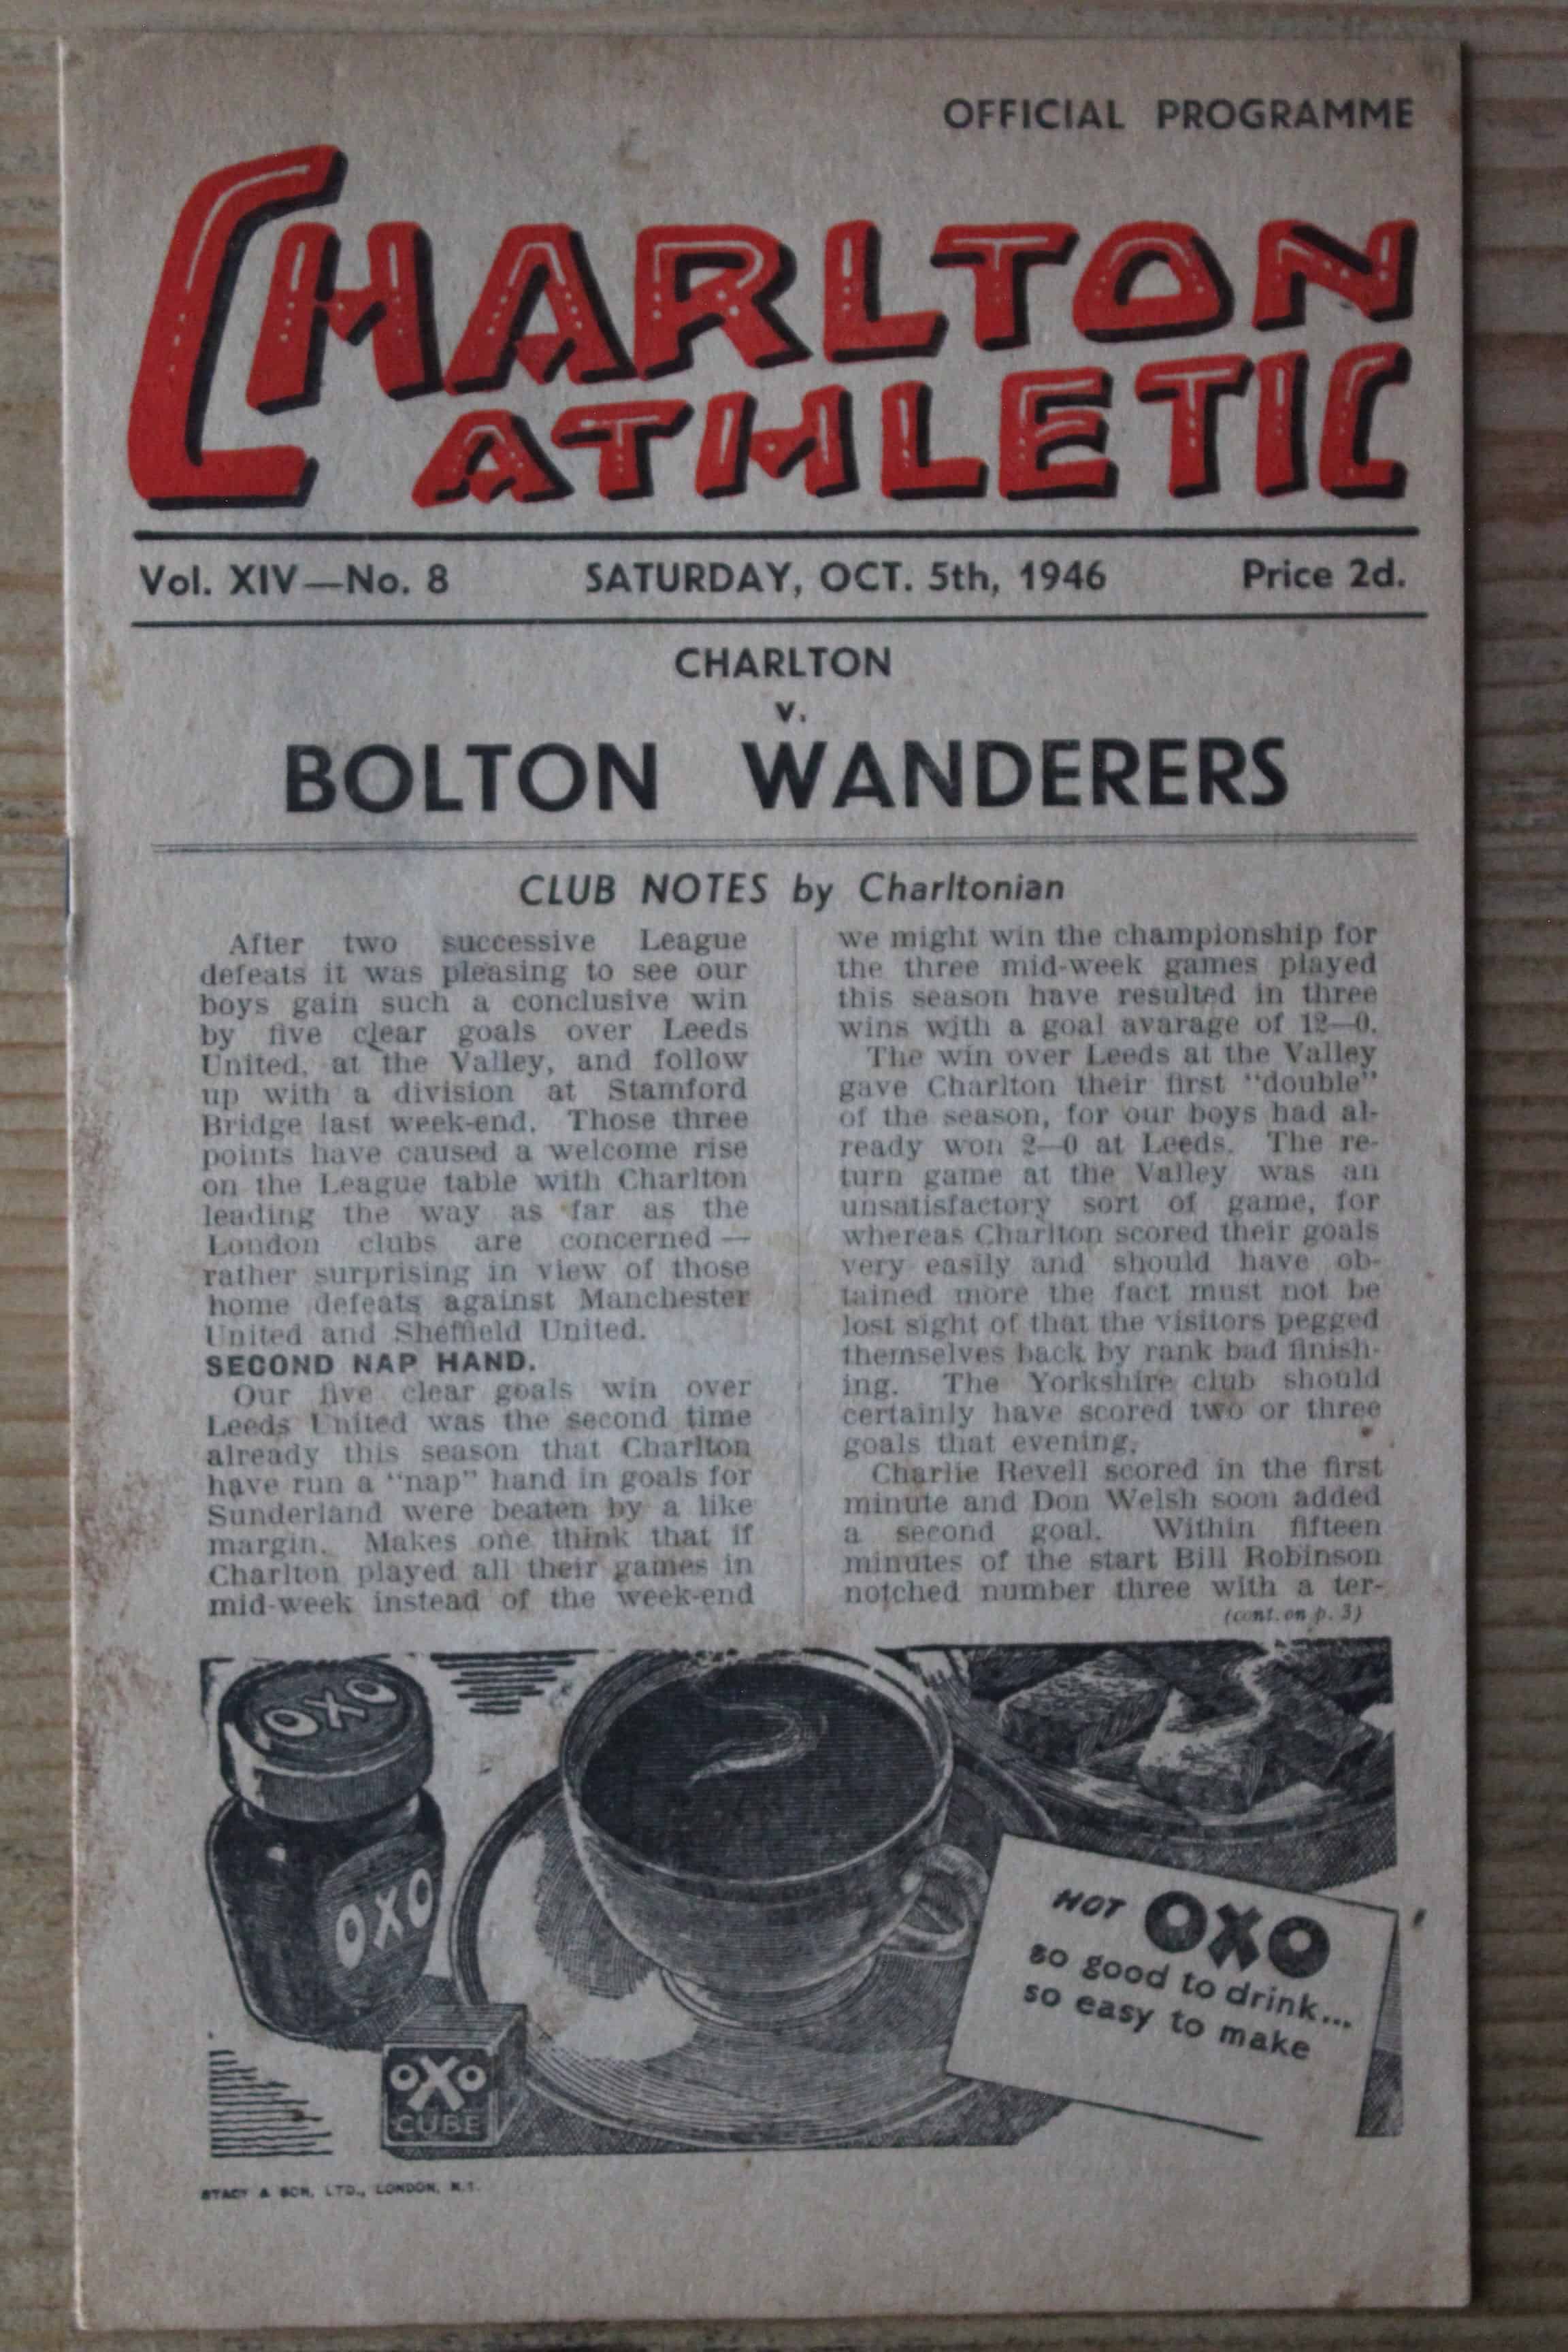 OFFICIAL PROGRAMME
CHARLTON
ATHLETIC
Vol. XIV—No. 8 SATURDAY, OCT. 5th, 1946 Price 2d.
CHARLTON
v.
BOLTON WANDERERS
CLUB NOTES by Charltonian
After two successive League
defeats it was pleasing to see our
boys gain such a conclusive win
by five clear goals over Leeds
United, at the Valley, and follow
up with a division at Stamford
Bridge last week-end. Those three
points have caused a welcome rise
on the League table with Charlton
leading the way as far as the
London clubs are concerned —
rather surprising in view of those
home defeats against Manchester
United and Sheffield United.
SECOND NAP HAND.
Our five clear goals win over
Leeds United was the second time
already this season that Charlton
have run a "nap" hand in goals for
Sunderland were beaten by a like
margin. Makes one think that if
Charlton played all their games in
mid-week instead of the week-end
we might win the championship for
the three mid-week games played
this season have resulted in three
wins with a goal avarage of 12—0.
The win over Leeds at the Valley
gave Charlton their first "double"
of the season, for our boys had al-
ready won 2—0 at Leeds. The re-
turn game at the Valley was an
unsatisfactory sort of game, for
whereas Charlton scored their goals
very easily and should have ob-
tained more the fact must not be
lost sight of that the visitors pegged
themselves back by rank bad finish-
ing. The Yorkshire club should
certainly have scored two or three
goals that evening.
Charlie Revell scored in the first
minute and Don Welsh soon added
a second goal. Within fifteen
minutes of the start Bill Robinson
notched number three with a ter-
(cont. on p. 3)
OXO
OXO
OXO
CUBE
HOT OXO
so good to drink...
so easy to make
STACY & SON, LTD., LONDON, N.1.